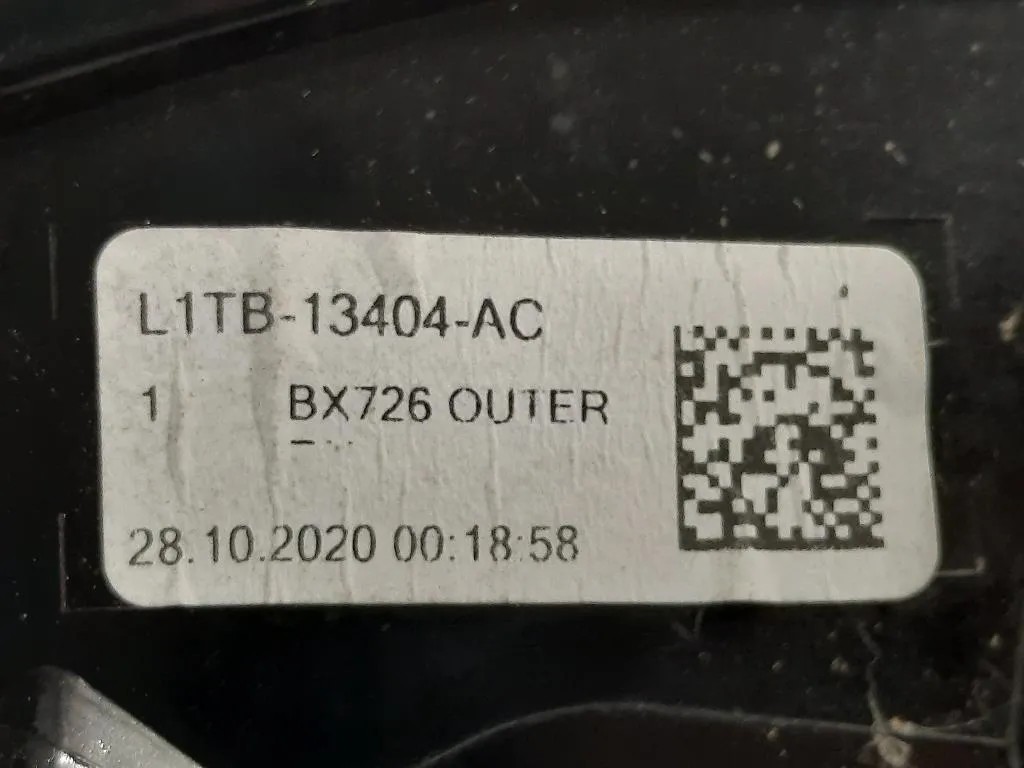 L1TB-13404-AC
1 BX726 OUTER
28.10.2020 00:18:58